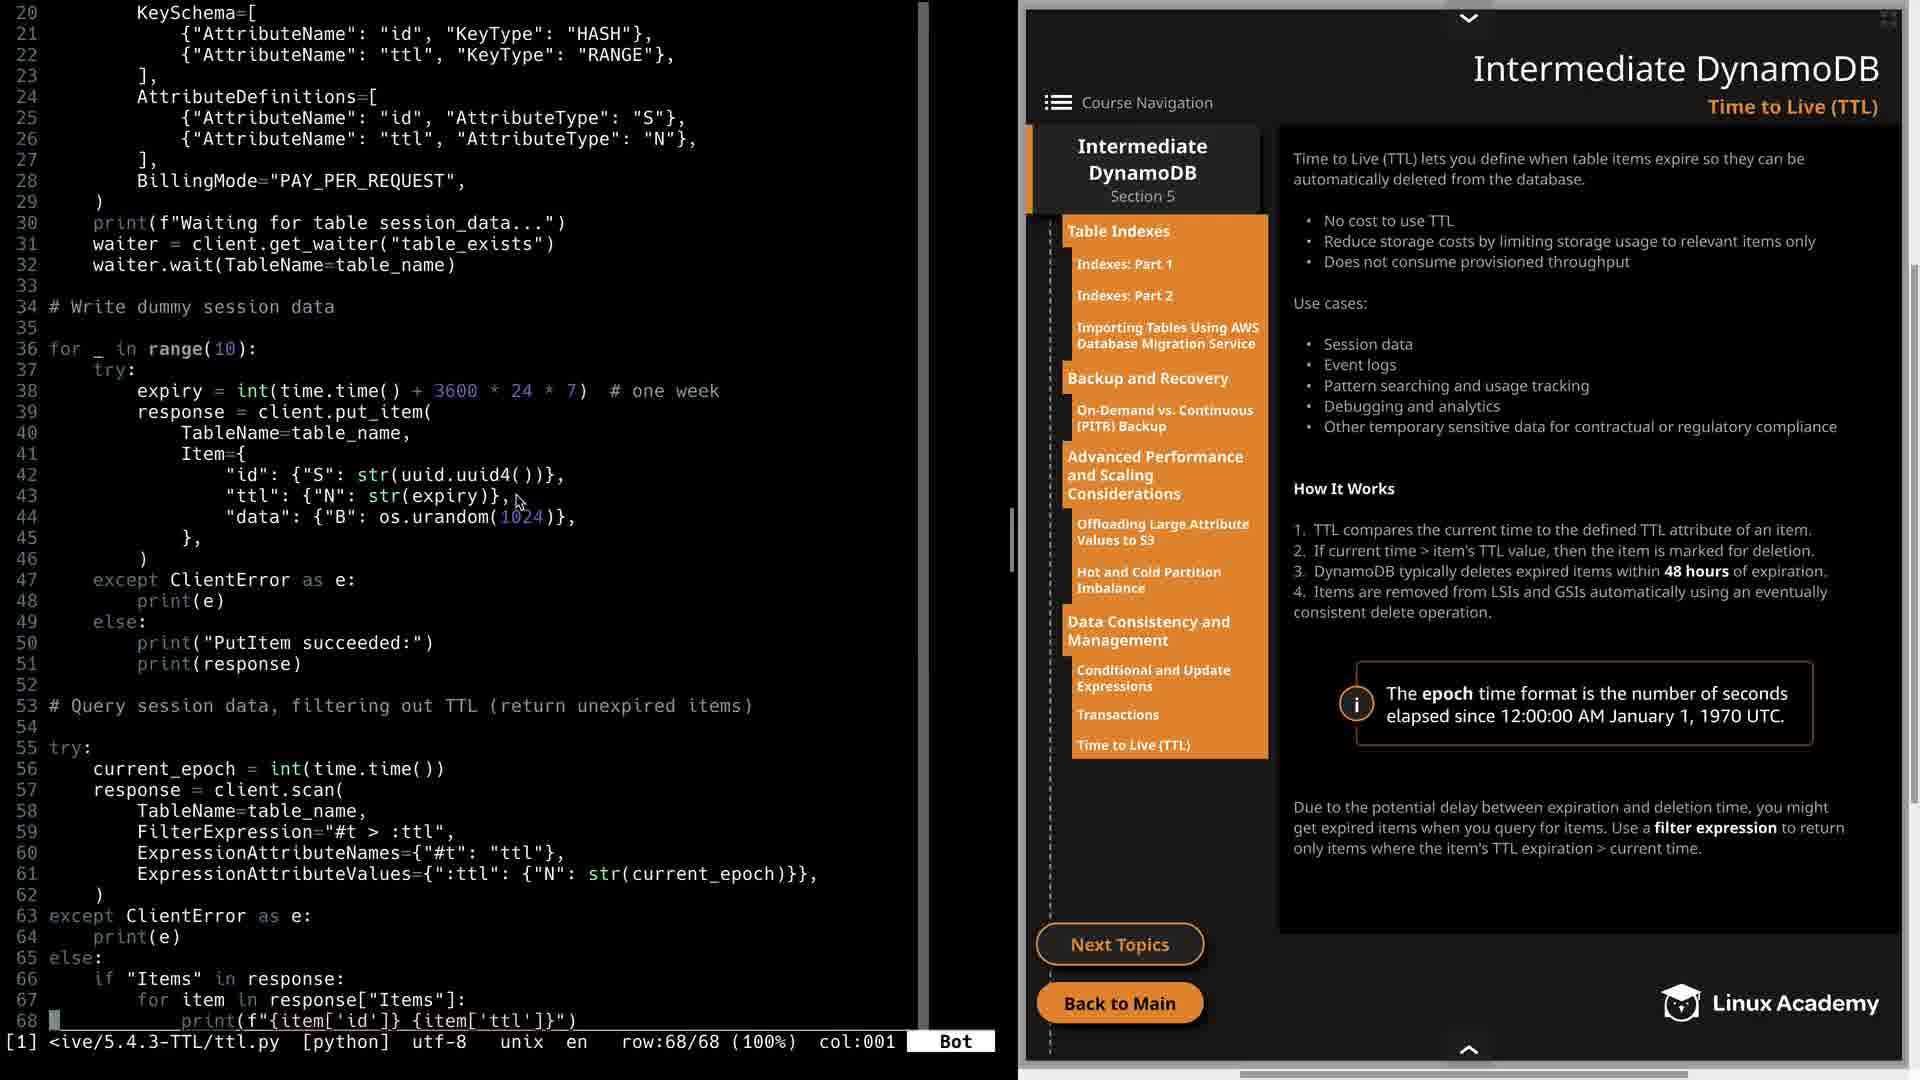 20 KeySchema=[
21 {"AttributeName": "id", "KeyType": "HASH"},
22 {"AttributeName": "ttl", "KeyType": "RANGE"},
23 ],
24 AttributeDefinitions=[
25 {"AttributeName": "id", "AttributeType": "S"},
26 {"AttributeName": "ttl", "AttributeType": "N"},
27 ],
28 BillingMode="PAY_PER_REQUEST",
29 )
30 print(f"Waiting for table session_data...")
31 waiter = client.get_waiter("table_exists")
32 waiter.wait(TableName=table_name)
33
34 # Write dummy session data
35
36 for _ in range(10):
37 try:
38 expiry = int(time.time() + 3600 * 24 * 7)  # one week
39 response = client.put_item(
40 TableName=table_name,
41 Item={
42 "id": {"S": str(uuid.uuid4())},
43 "ttl": {"N": str(expiry)},
44 "data": {"B": os.urandom(1024)},
45 },
46 )
47 except ClientError as e:
48 print(e)
49 else:
50 print("PutItem succeeded:")
51 print(response)
52
53 # Query session data, filtering out TTL (return unexpired items)
54
55 try:
56 current_epoch = int(time.time())
57 response = client.scan(
58 TableName=table_name,
59 FilterExpression="#t > :ttl",
60 ExpressionAttributeNames={"#t": "ttl"},
61 ExpressionAttributeValues={":ttl": {"N": str(current_epoch)}},
62 )
63 except ClientError as e:
64 print(e)
65 else:
66 if "Items" in response:
67 for item in response["Items"]:
68 print(f"{item['id']} {item['ttl']}")
[1] <ive/5.4.3-TTL/ttl.py [python] utf-8 unix en row:68/68 (100%) col:001 Bot
Intermediate DynamoDB
Time to Live (TTL)
Course Navigation
Intermediate
DynamoDB
Section 5
Table Indexes
Indexes: Part 1
Indexes: Part 2
Importing Tables Using AWS
Database Migration Service
Backup and Recovery
On-Demand vs. Continuous
(PITR) Backup
Advanced Performance
and Scaling
Considerations
Offloading Large Attribute
Values to S3
Hot and Cold Partition
Imbalance
Data Consistency and
Management
Conditional and Update
Expressions
Transactions
Time to Live (TTL)
Next Topics
Back to Main
Time to Live (TTL) lets you define when table items expire so they can be
automatically deleted from the database.
• No cost to use TTL
• Reduce storage costs by limiting storage usage to relevant items only
• Does not consume provisioned throughput
Use cases:
• Session data
• Event logs
• Pattern searching and usage tracking
• Debugging and analytics
• Other temporary sensitive data for contractual or regulatory compliance
How It Works
1. TTL compares the current time to the defined TTL attribute of an item.
2. If current time > item's TTL value, then the item is marked for deletion.
3. DynamoDB typically deletes expired items within 48 hours of expiration.
4. Items are removed from LSIs and GSIs automatically using an eventually
consistent delete operation.
i
The epoch time format is the number of seconds
elapsed since 12:00:00 AM January 1, 1970 UTC.
Due to the potential delay between expiration and deletion time, you might
get expired items when you query for items. Use a filter expression to return
only items where the item's TTL expiration > current time.
Linux Academy